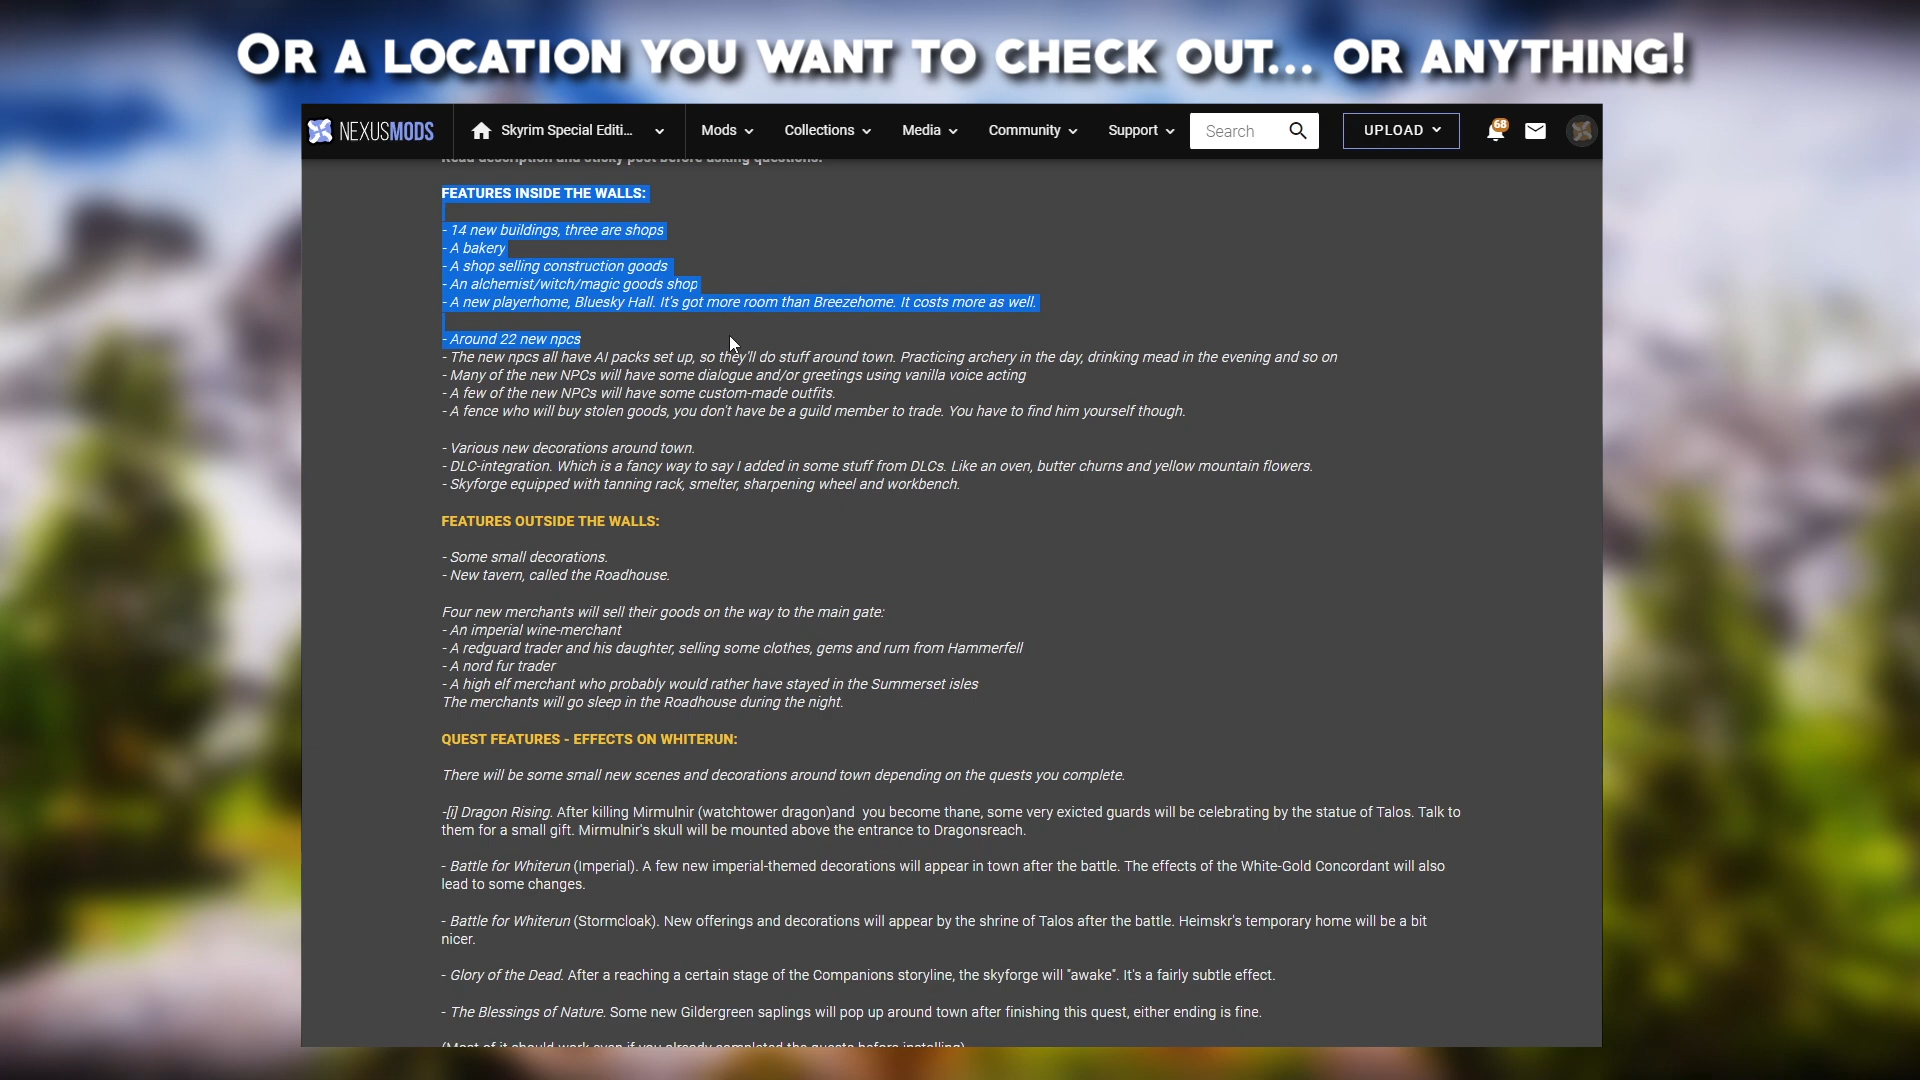 OR A LOCATION YOU WANT TO CHECK OUT... OR ANYTHING!
NEXUSMODS
Skyrim Special Editi...
Mods
Collections
Media
Community
Support
Search
UPLOAD
68
Read description and sticky post before asking questions.
FEATURES INSIDE THE WALLS:
- 14 new buildings, three are shops
- A bakery
- A shop selling construction goods
- An alchemist/witch/magic goods shop
- A new playerhome, Bluesky Hall. It's got more room than Breezehome. It costs more as well.
- Around 22 new npcs
- The new npcs all have AI packs set up, so they'll do stuff around town. Practicing archery in the day, drinking mead in the evening and so on
- Many of the new NPCs will have some dialogue and/or greetings using vanilla voice acting
- A few of the new NPCs will have some custom-made outfits.
- A fence who will buy stolen goods, you don't have be a guild member to trade. You have to find him yourself though.
- Various new decorations around town.
- DLC-integration. Which is a fancy way to say I added in some stuff from DLCs. Like an oven, butter churns and yellow mountain flowers.
- Skyforge equipped with tanning rack, smelter, sharpening wheel and workbench.
FEATURES OUTSIDE THE WALLS:
- Some small decorations.
- New tavern, called the Roadhouse.
Four new merchants will sell their goods on the way to the main gate:
- An imperial wine-merchant
- A redguard trader and his daughter, selling some clothes, gems and rum from Hammerfell
- A nord fur trader
- A high elf merchant who probably would rather have stayed in the Summerset isles
The merchants will go sleep in the Roadhouse during the night.
QUEST FEATURES - EFFECTS ON WHITERUN:
There will be some small new scenes and decorations around town depending on the quests you complete.
-[i] Dragon Rising. After killing Mirmulnir (watchtower dragon)and  you become thane, some very exicted guards will be celebrating by the statue of Talos. Talk to
them for a small gift. Mirmulnir's skull will be mounted above the entrance to Dragonsreach.
- Battle for Whiterun (Imperial). A few new imperial-themed decorations will appear in town after the battle. The effects of the White-Gold Concordant will also
lead to some changes.
- Battle for Whiterun (Stormcloak). New offerings and decorations will appear by the shrine of Talos after the battle. Heimskr's temporary home will be a bit
nicer.
- Glory of the Dead. After a reaching a certain stage of the Companions storyline, the skyforge will "awake". It's a fairly subtle effect.
- The Blessings of Nature. Some new Gildergreen saplings will pop up around town after finishing this quest, either ending is fine.
(Most of it should work even if you already completed the quests before installing)